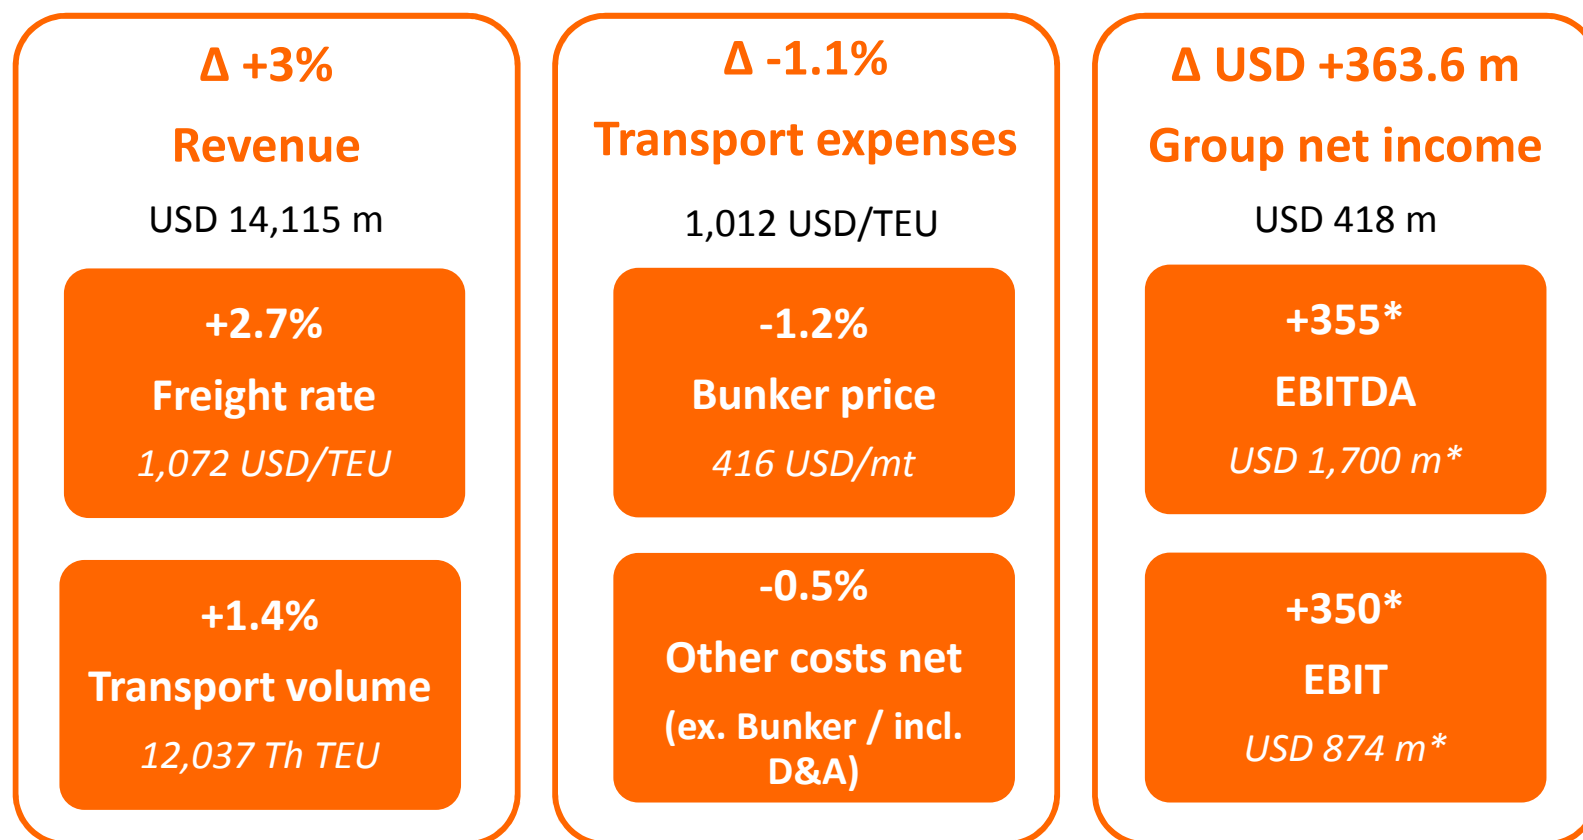 Δ +3%
Revenue
USD 14,115 m
+2.7%
Freight rate
1,072 USD/TEU
+1.4%
Transport volume
12,037 Th TEU
Δ -1.1%
Transport expenses
1,012 USD/TEU
-1.2%
Bunker price
416 USD/mt
-0.5%
Other costs net
(ex. Bunker / incl.
D&A)
Δ USD +363.6 m
Group net income
USD 418 m
+355*
EBITDA
USD 1,700 m*
+350*
EBIT
USD 874 m*